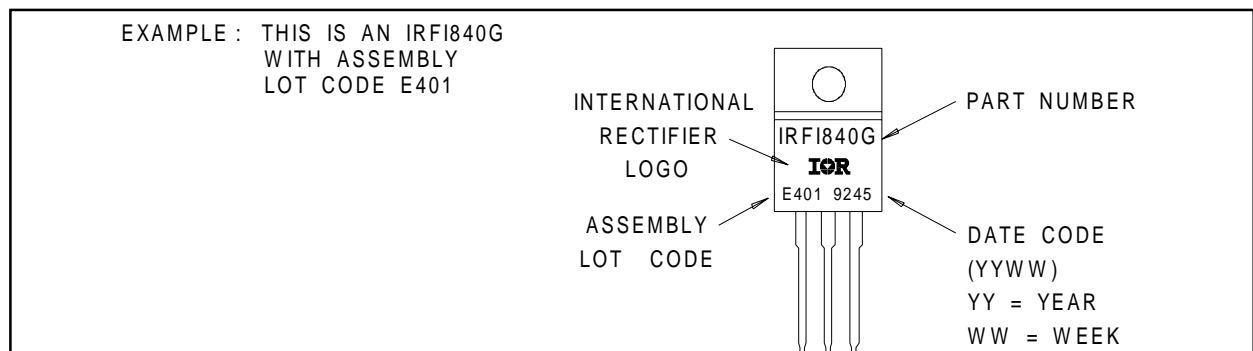 EXAMPLE : THIS IS AN IRFI840G
WITH ASSEMBLY
LOT CODE E401
INTERNATIONAL
RECTIFIER
LOGO
PART NUMBER
IRFI840G
IOR
E401 9245
ASSEMBLY
LOT CODE
DATE CODE
(YYWW)
YY = YEAR
WW = WEEK